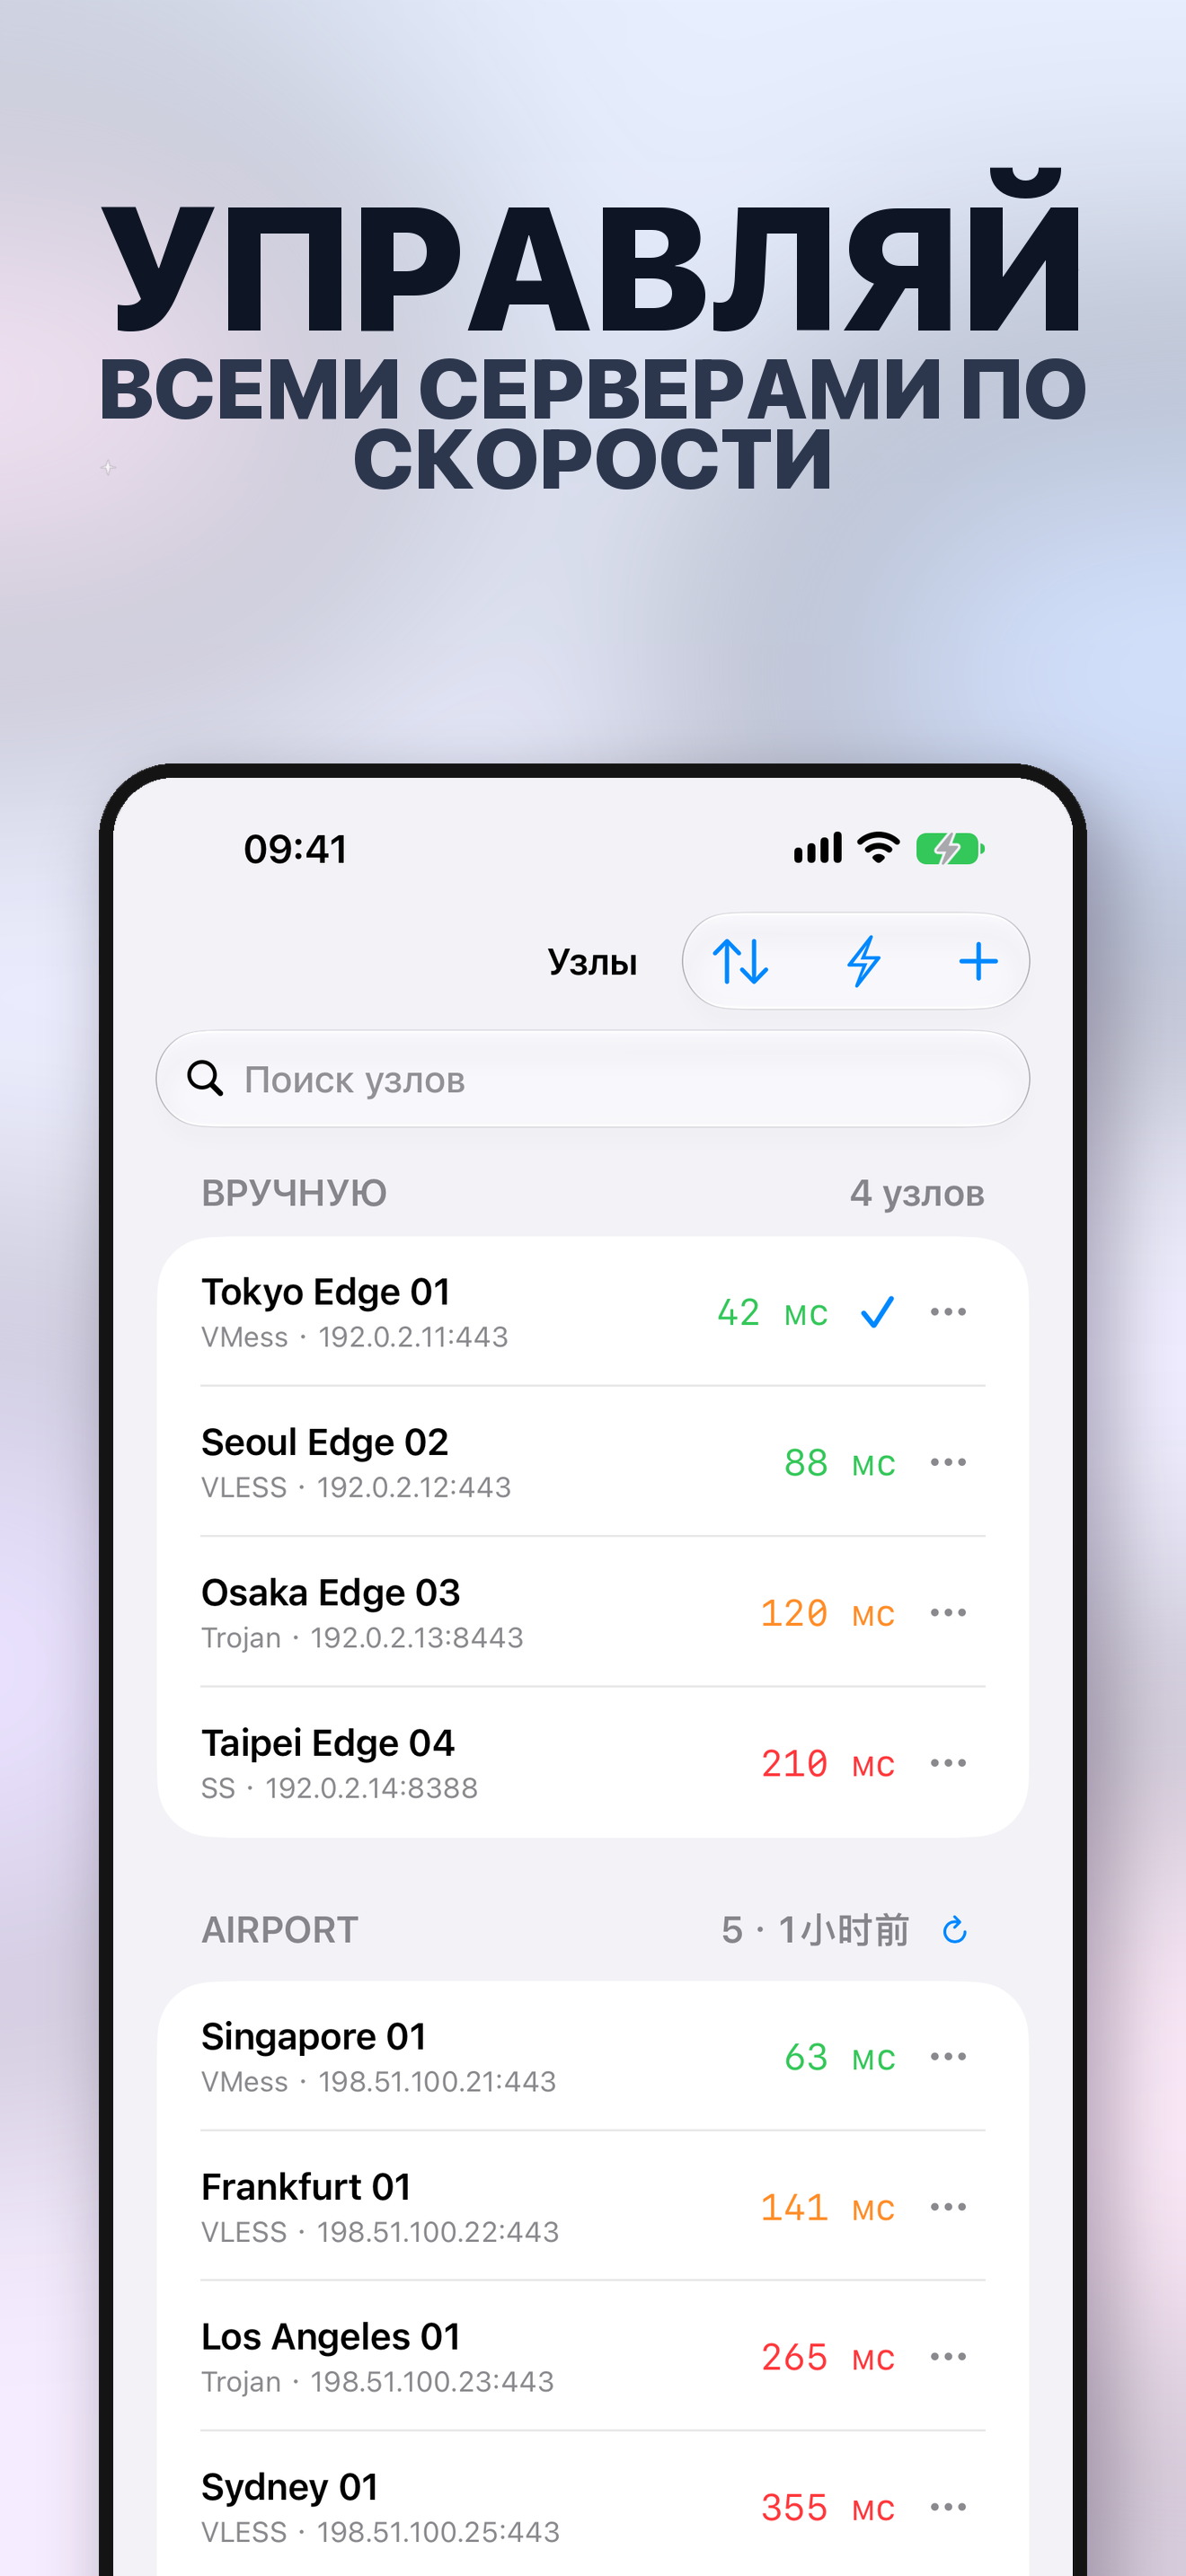 УПРАВЛЯЙ
ВСЕМИ СЕРВЕРАМИ ПО
СКОРОСТИ
09:41
Узлы
Поиск узлов
ВРУЧНУЮ 4 узлов
Tokyo Edge 01
VMess · 192.0.2.11:443
42 мс
Seoul Edge 02
VLESS · 192.0.2.12:443
88 мс
Osaka Edge 03
Trojan · 192.0.2.13:8443
120 мс
Taipei Edge 04
SS · 192.0.2.14:8388
210 мс
AIRPORT 5 · 1小时前
Singapore 01
VMess · 198.51.100.21:443
63 мс
Frankfurt 01
VLESS · 198.51.100.22:443
141 мс
Los Angeles 01
Trojan · 198.51.100.23:443
265 мс
Sydney 01
VLESS · 198.51.100.25:443
355 мс